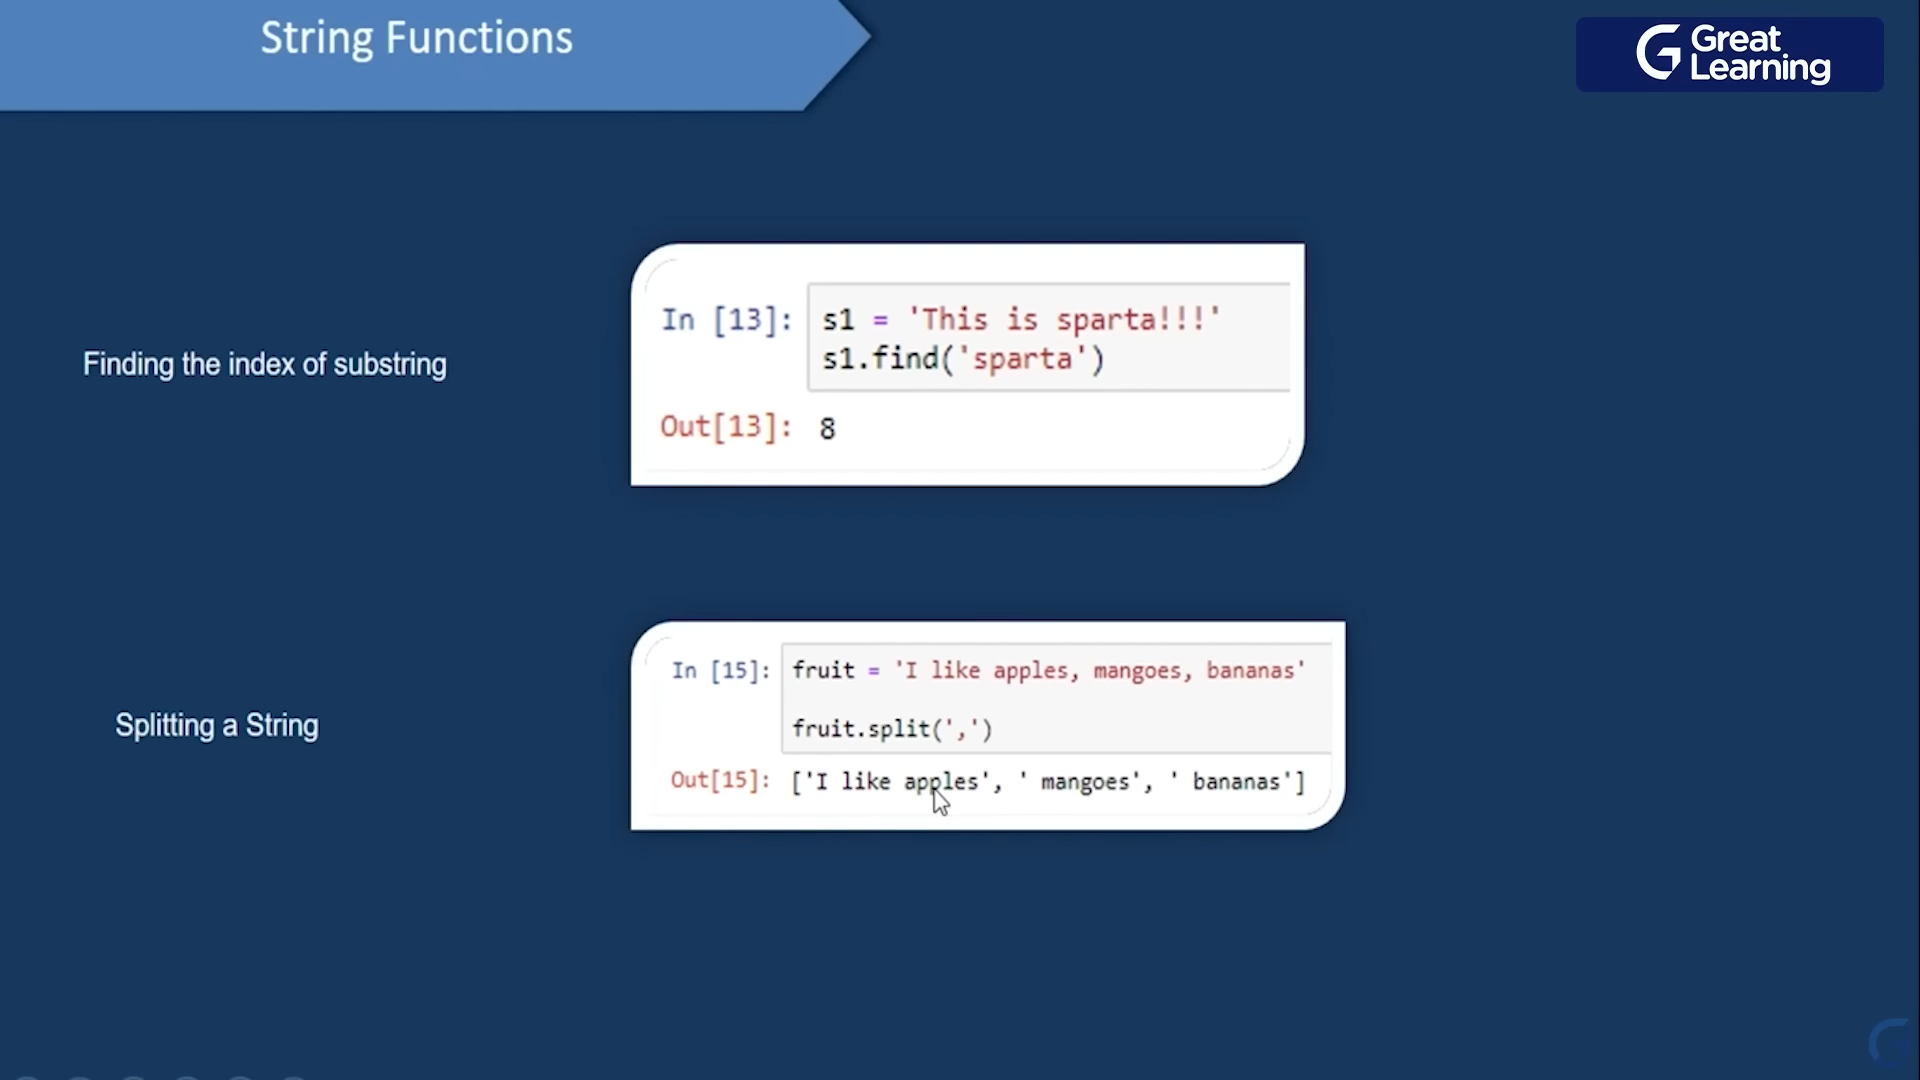 String Functions
Great
Learning
Finding the index of substring
In [13]: s1 = 'This is sparta!!!'
s1.find('sparta')
Out[13]: 8
Splitting a String
In [15]: fruit = 'I like apples, mangoes, bananas'
fruit.split(',')
Out[15]: ['I like apples', ' mangoes', ' bananas']